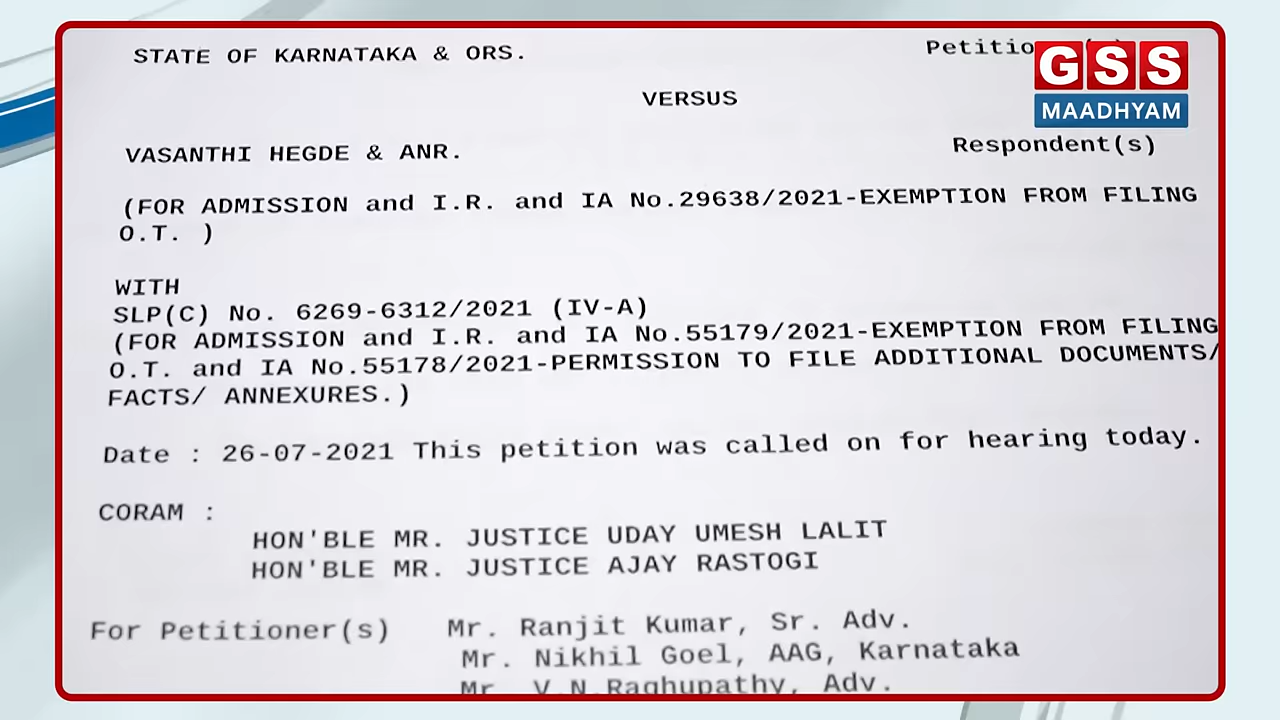 STATE OF KARNATAKA & ORS.
GSS
MAADHYAM
VERSUS
VASANTHI HEGDE & ANR. Respondent(s)
(FOR ADMISSION and I.R. and IA No.29638/2021-EXEMPTION FROM FILING
O.T. )
WITH
SLP(C) No. 6269-6312/2021 (IV-A)
(FOR ADMISSION and I.R. and IA No.55179/2021-EXEMPTION FROM FILING
O.T. and IA No.55178/2021-PERMISSION TO FILE ADDITIONAL DOCUMENTS/
FACTS/ ANNEXURES.)
Date : 26-07-2021 This petition was called on for hearing today.
CORAM :
HON'BLE MR. JUSTICE UDAY UMESH LALIT
HON'BLE MR. JUSTICE AJAY RASTOGI
For Petitioner(s) Mr. Ranjit Kumar, Sr. Adv.
Mr. Nikhil Goel, AAG, Karnataka
Mr. V.N.Raghupathy, Adv.